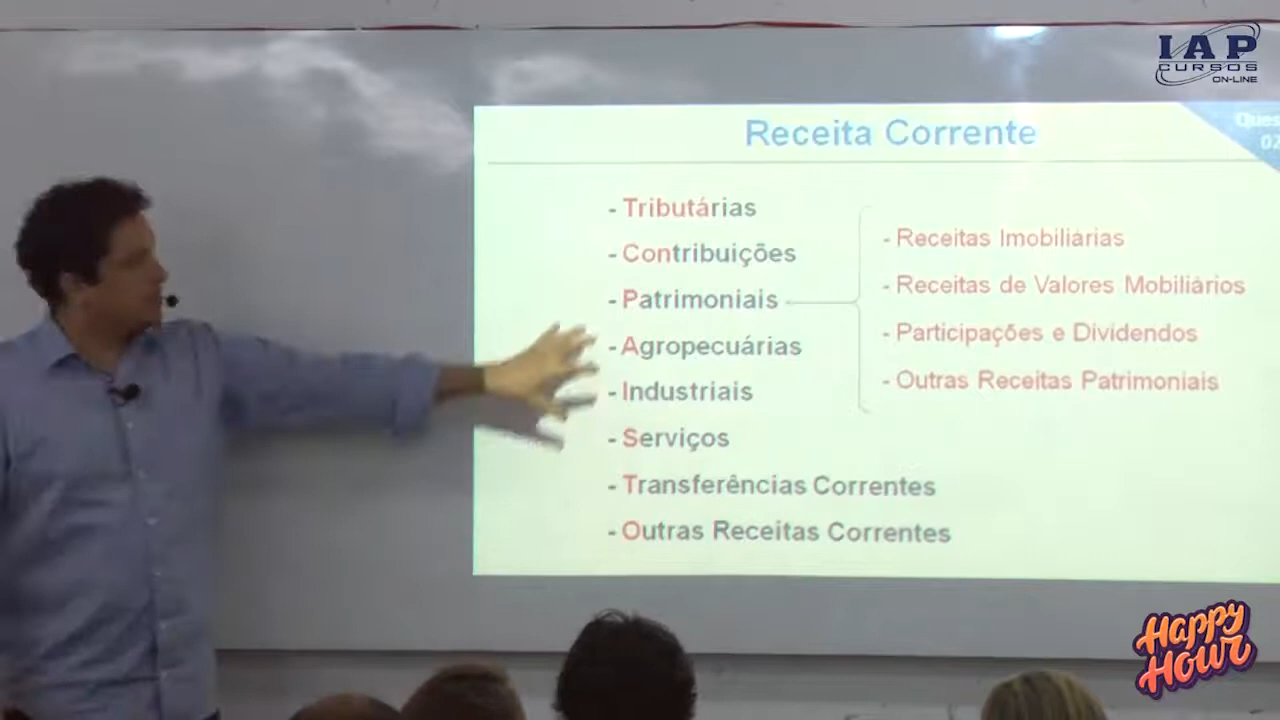 IAP
CURSOS
ON-LINE
Receita Corrente
- Tributárias
- Contribuições
- Patrimoniais
- Agropecuárias
- Industriais
- Serviços
- Transferências Correntes
- Outras Receitas Correntes
- Receitas Imobiliárias
- Receitas de Valores Mobiliários
- Participações e Dividendos
- Outras Receitas Patrimoniais
Happy
Hour